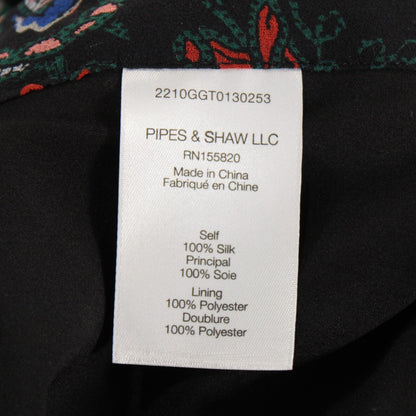 2210GGT0130253
PIPES & SHAW LLC
RN155820
Made in China
Fabriqué en Chine
Self
100% Silk
Principal
100% Soie
Lining
100% Polyester
Doublure
100% Polyester